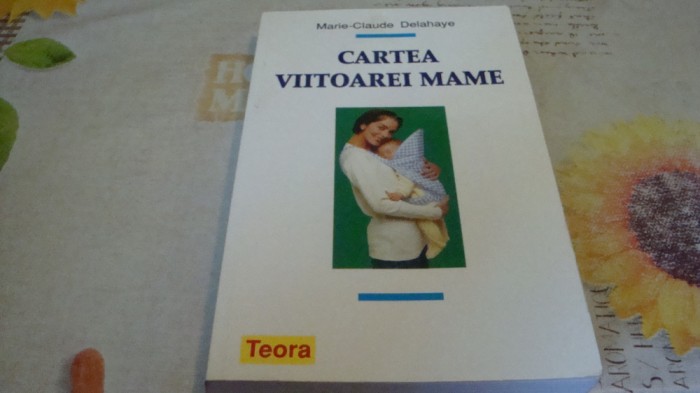 Marie-Claude Delahaye
CARTEA
VIITOAREI MAME
Teora